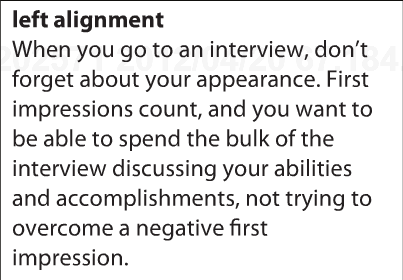 left alignment
When you go to an interview, don’t
forget about your appearance. First
impressions count, and you want to
be able to spend the bulk of the
interview discussing your abilities
and accomplishments, not trying to
overcome a negative first
impression.